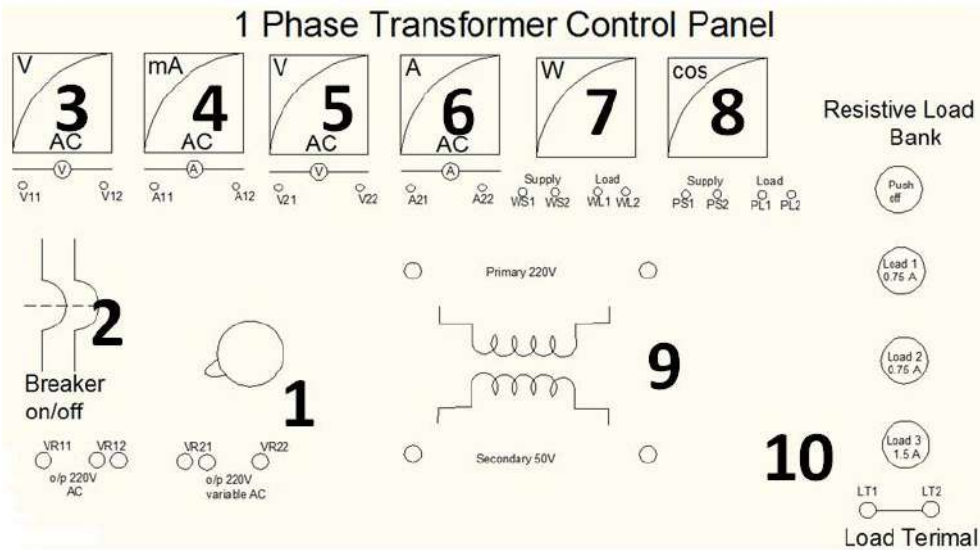 1 Phase Transformer Control Panel
V
3
AC
mA
4
AC
V
5
AC
A
6
AC
W
7
cos
8
Resistive Load
Bank
V
V11 V12
A
A11 A12
V
V21 V22
A
A21 A22
Supply Load
WS1 WS2 WL1 WL2
Supply Load
PS1 PS2 PL1 PL2
Push
off
Load 1
0.75 A
Load 2
0.75 A
Load 3
1.5 A
2
Breaker
on/off
1
Primary 220V
9
Secondary 50V
VR11 VR12
o/p 220V
AC
VR21 VR22
o/p 220V
variable AC
10
LT1 LT2
Load Terimal